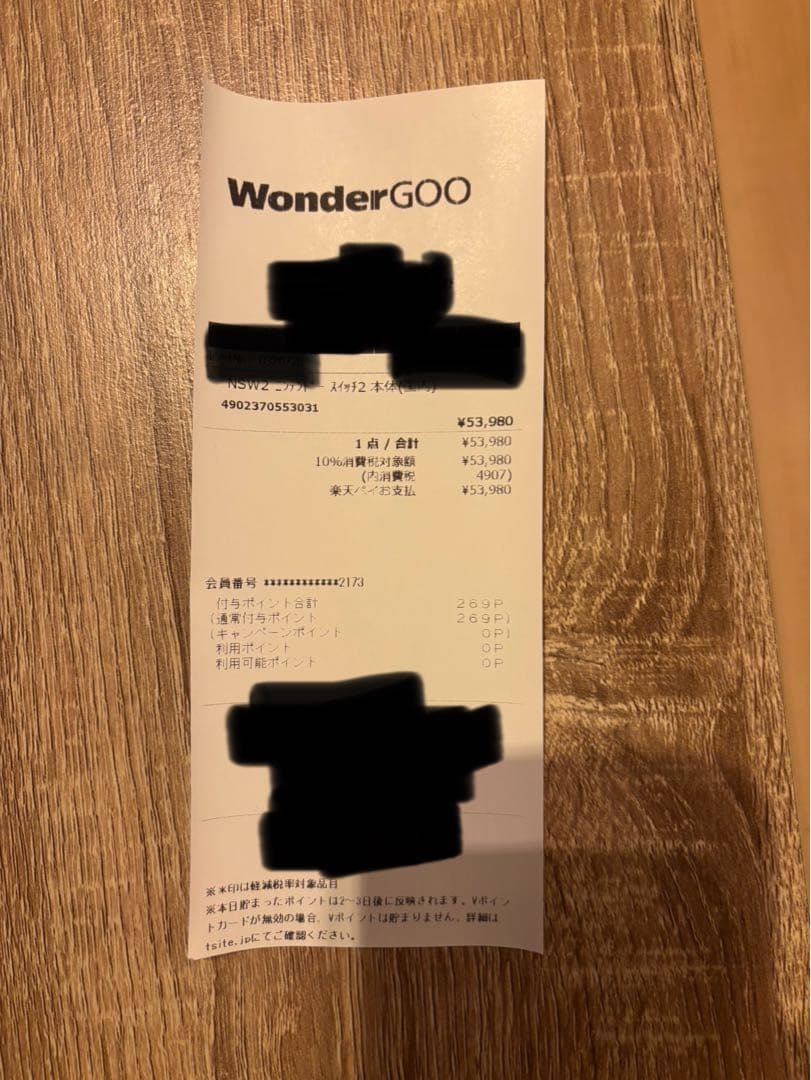 WonderGOO
NSW2 ﾆﾝﾃﾝﾄﾞｰ ｽｲｯﾁ2 本体(国内)
4902370553031
¥53,980
1点 / 合計 ¥53,980
10%消費税対象額 ¥53,980
(内消費税 4907)
楽天ペイお支払 ¥53,980
会員番号 ************2173
付与ポイント合計 269P
(通常付与ポイント 269P)
(キャンペーンポイント 0P)
利用ポイント 0P
利用可能ポイント 0P
※*印は軽減税率対象品目
※本日貯まったポイントは2〜3日後に反映されます。Vポイン
トカードが無効の場合、Vポイントは貯まりません、詳細は
tsite.jpにてご確認ください。